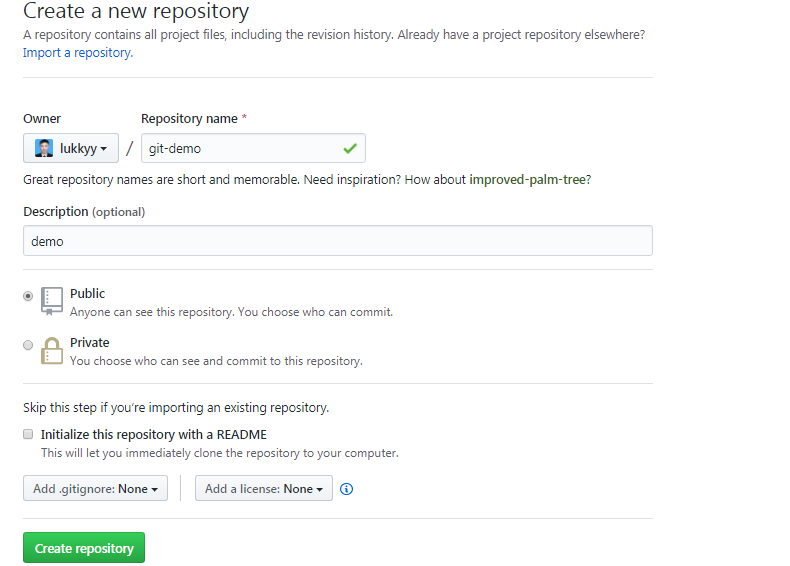 Create a new repository
A repository contains all project files, including the revision history. Already have a project repository elsewhere?
Import a repository.
Owner
Repository name *
lukkyy
/
git-demo
Great repository names are short and memorable. Need inspiration? How about improved-palm-tree?
Description (optional)
demo
Public
Anyone can see this repository. You choose who can commit.
Private
You choose who can see and commit to this repository.
Skip this step if you're importing an existing repository.
Initialize this repository with a README
This will let you immediately clone the repository to your computer.
Add .gitignore: None
Add a license: None
Create repository